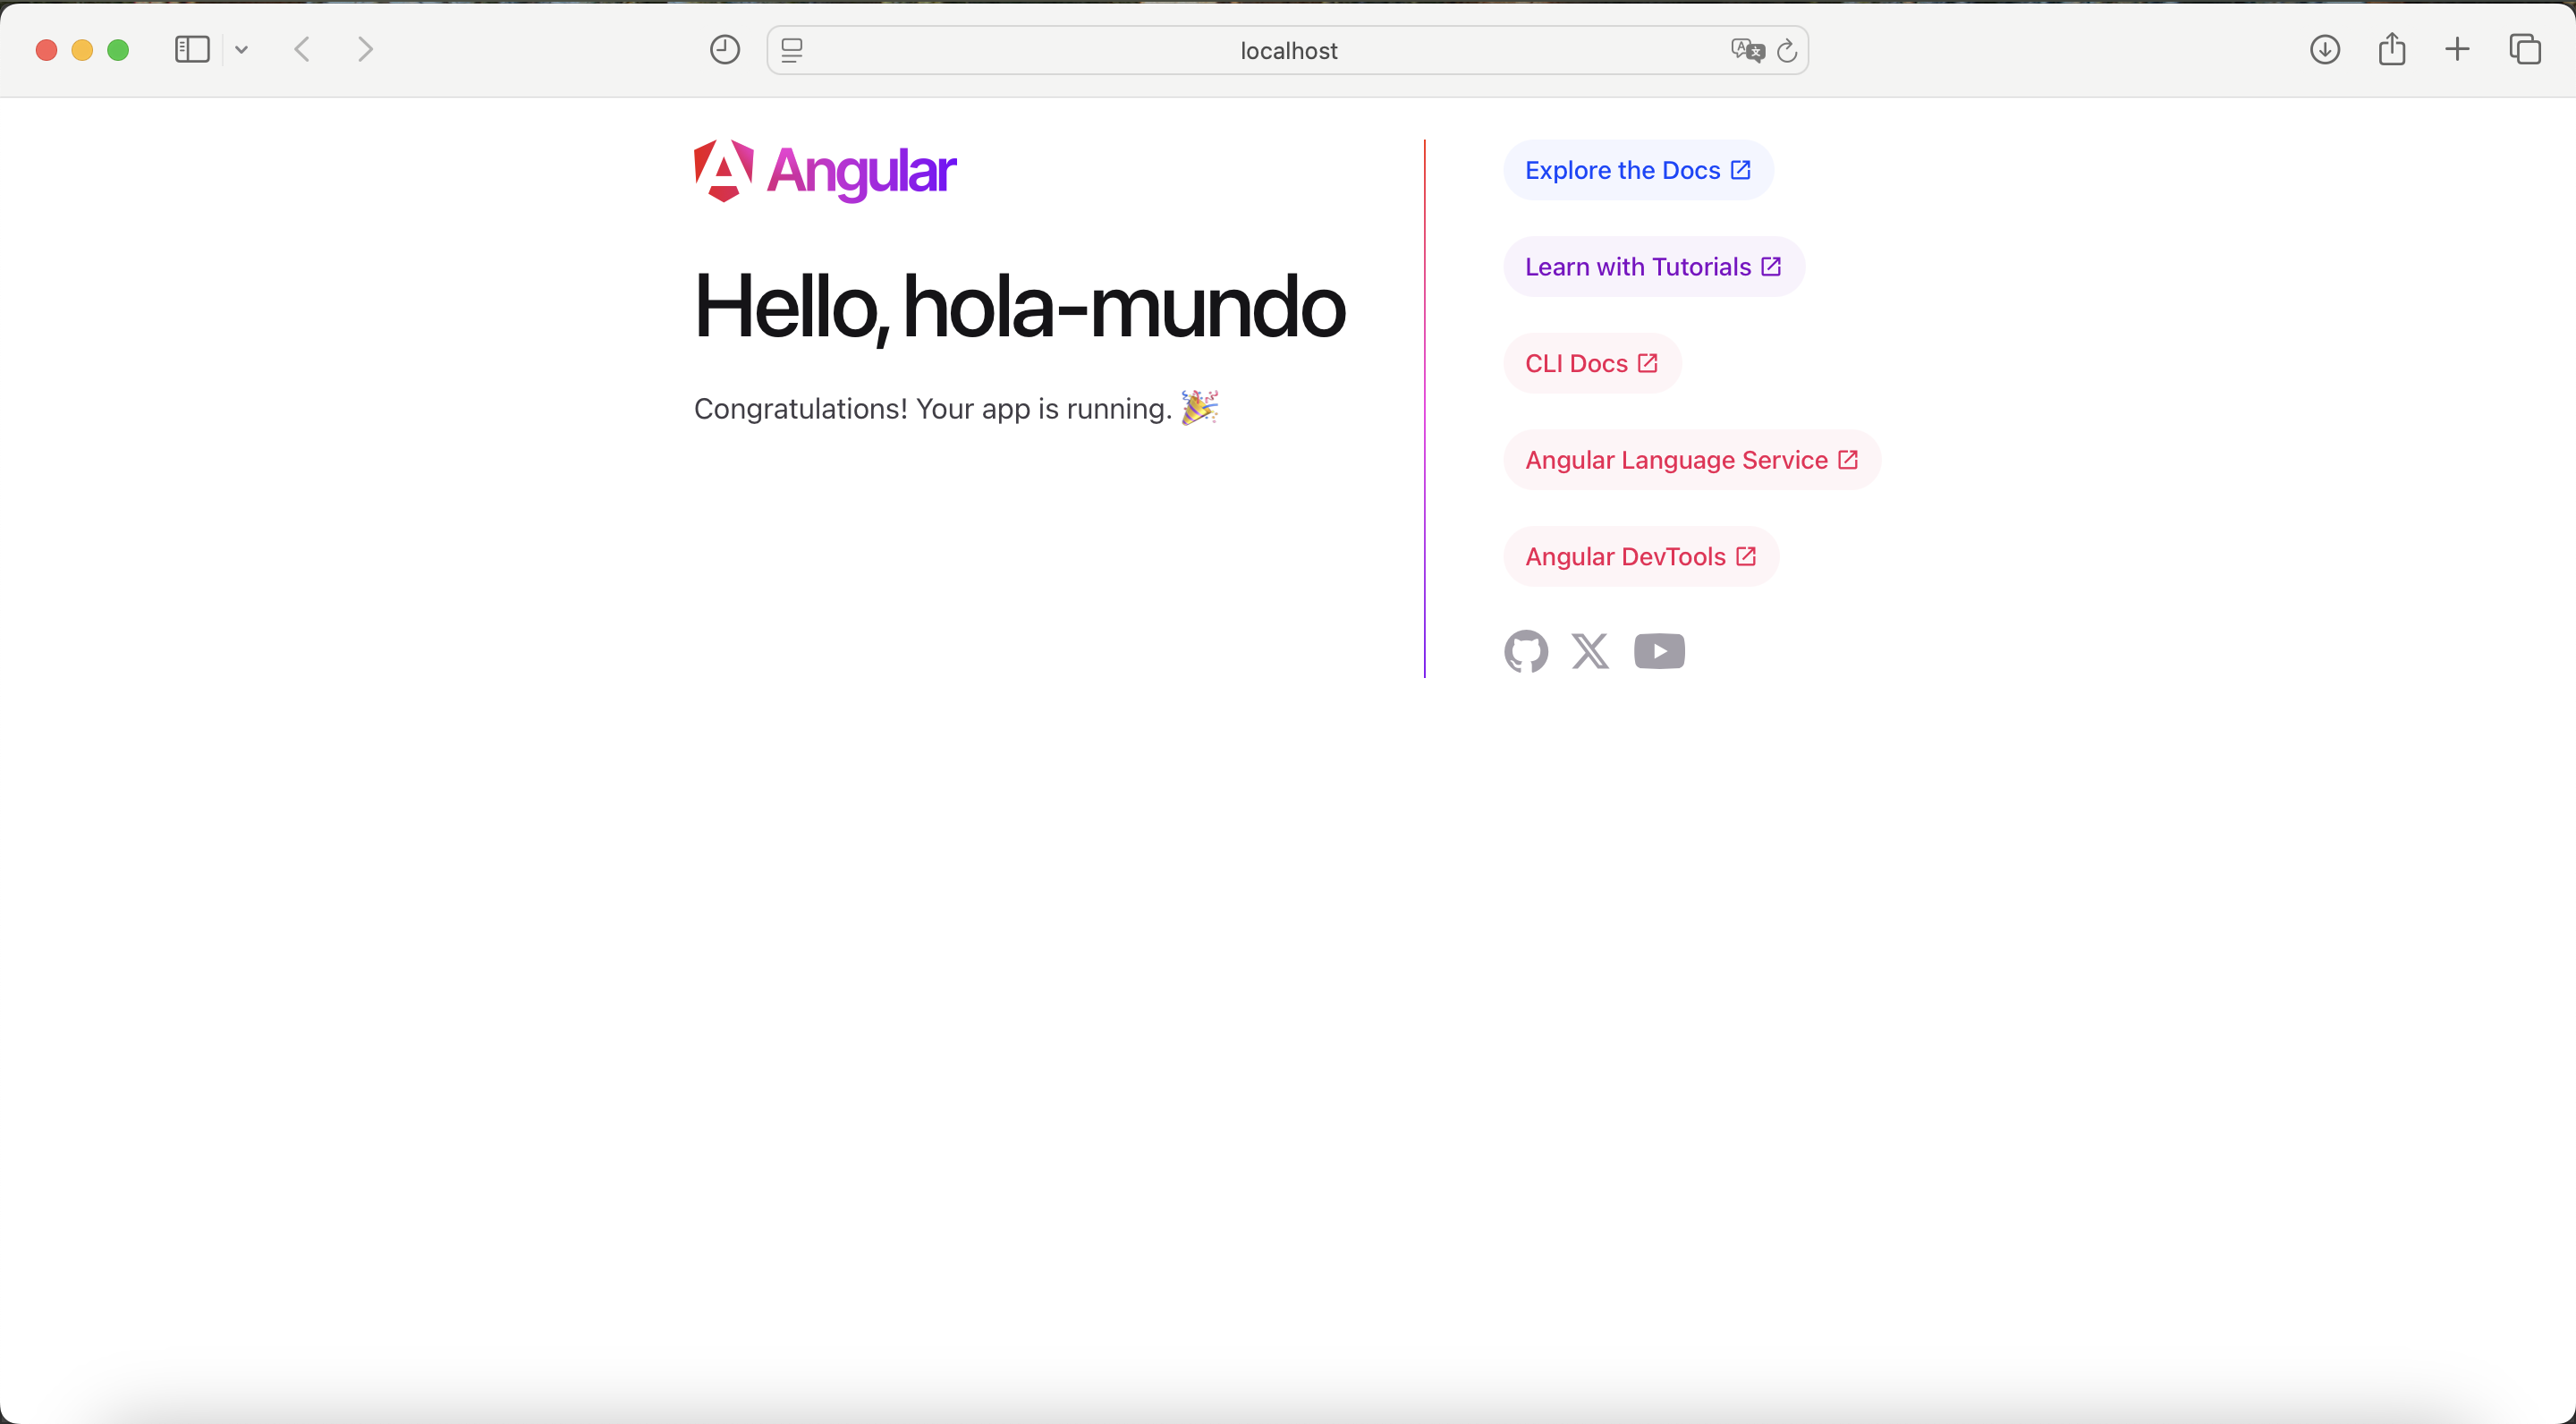 localhost
Angular
Hello, hola-mundo
Congratulations! Your app is running. 🎉
Explore the Docs
Learn with Tutorials
CLI Docs
Angular Language Service
Angular DevTools